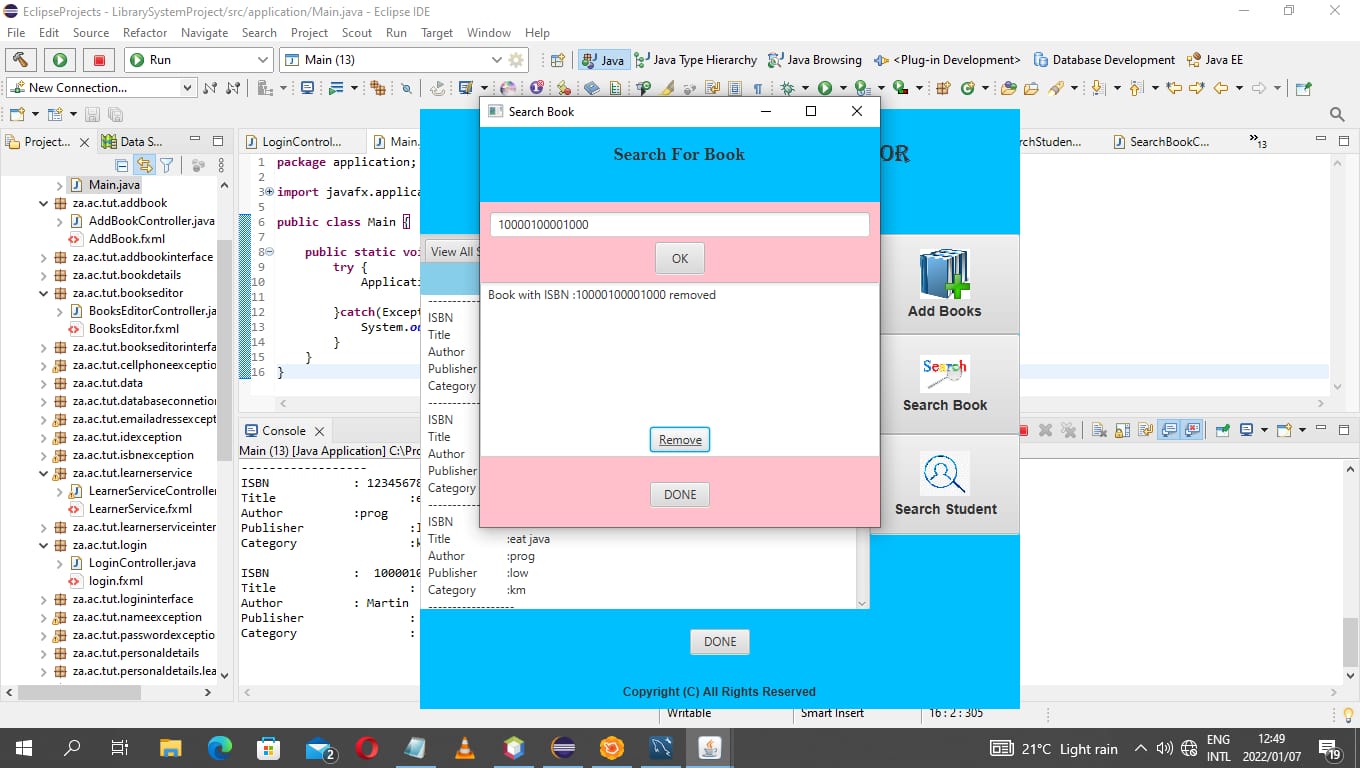 EclipseProjects - LibrarySystemProject/src/application/Main.java - Eclipse IDE
File Edit Source Refactor Navigate Search Project Scout Run Target Window Help
Run
Main (13)
Java
Java Type Hierarchy
Java Browsing
<Plug-in Development>
Database Development
Java EE
New Connection...
Project...
Data S...
Main.java
za.ac.tut.addbook
AddBookController.java
AddBook.fxml
za.ac.tut.addbookinterface
za.ac.tut.bookdetails
za.ac.tut.bookseditor
BooksEditorController.ja
BooksEditor.fxml
za.ac.tut.bookseditorinterfa
za.ac.tut.cellphoneexceptio
za.ac.tut.data
za.ac.tut.databaseconnetion
za.ac.tut.emailadressexcept
za.ac.tut.idexception
za.ac.tut.isbnexception
za.ac.tut.learnerservice
LearnerServiceController
LearnerService.fxml
za.ac.tut.learnerserviceinter
za.ac.tut.login
LoginController.java
login.fxml
za.ac.tut.logininterface
za.ac.tut.nameexception
za.ac.tut.passwordexceptio
za.ac.tut.personaldetails
za.ac.tut.personaldetails.lea
LoginControl...
Main.
rchStuden...
SearchBookC...
»13
1 package application;
2
3 import javafx.applica
5
6 public class Main {
7
8 public static voi
9 try {
10 Applicati
11
12 }catch(Except
13 System.ou
14 }
15 }
16 }
Console
Main (13) [Java Application] C:\Pro
------------------
ISBN : 12345678
Title :e
Author :prog
Publisher :l
Category :k
ISBN : 1000010
Title :
Author : Martin
Publisher :
Category :
OR
View All S
------------------
ISBN
Title
Author
Publisher
Category
------------------
ISBN
Title
Author
Publisher
Category
------------------
ISBN
Title :eat java
Author :prog
Publisher :low
Category :km
------------------
DONE
Copyright (C) All Rights Reserved
Add Books
Search
Search Book
Search Student
Search Book
Search For Book
10000100001000
OK
Book with ISBN :10000100001000 removed
Remove
DONE
Writable
Smart Insert
16 : 2 : 305
2
21°C Light rain
ENG
INTL
12:49
2022/01/07
19